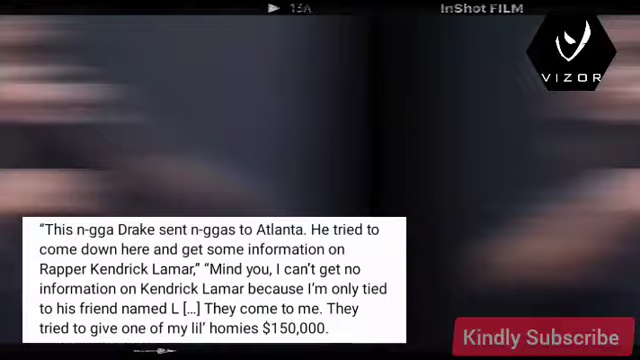 15A
InShot FILM
VIZOR
“This n-gga Drake sent n-ggas to Atlanta. He tried to
come down here and get some information on
Rapper Kendrick Lamar,” “Mind you, I can’t get no
information on Kendrick Lamar because I’m only tied
to his friend named L [...] They come to me. They
tried to give one of my lil’ homies $150,000.
Kindly Subscribe